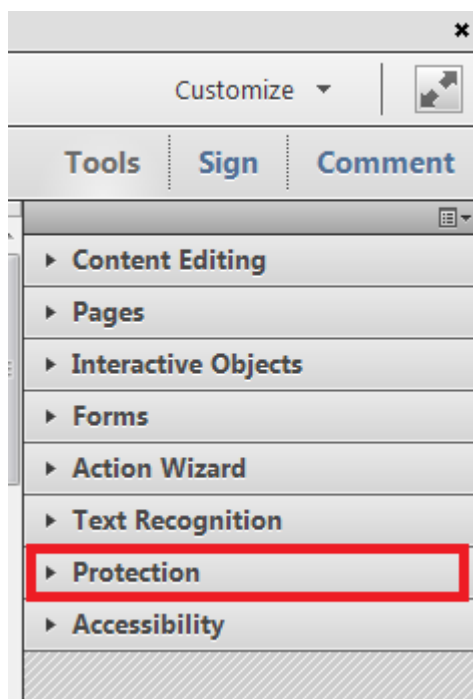 Customize
Tools Sign Comment
Content Editing
Pages
Interactive Objects
Forms
Action Wizard
Text Recognition
Protection
Accessibility